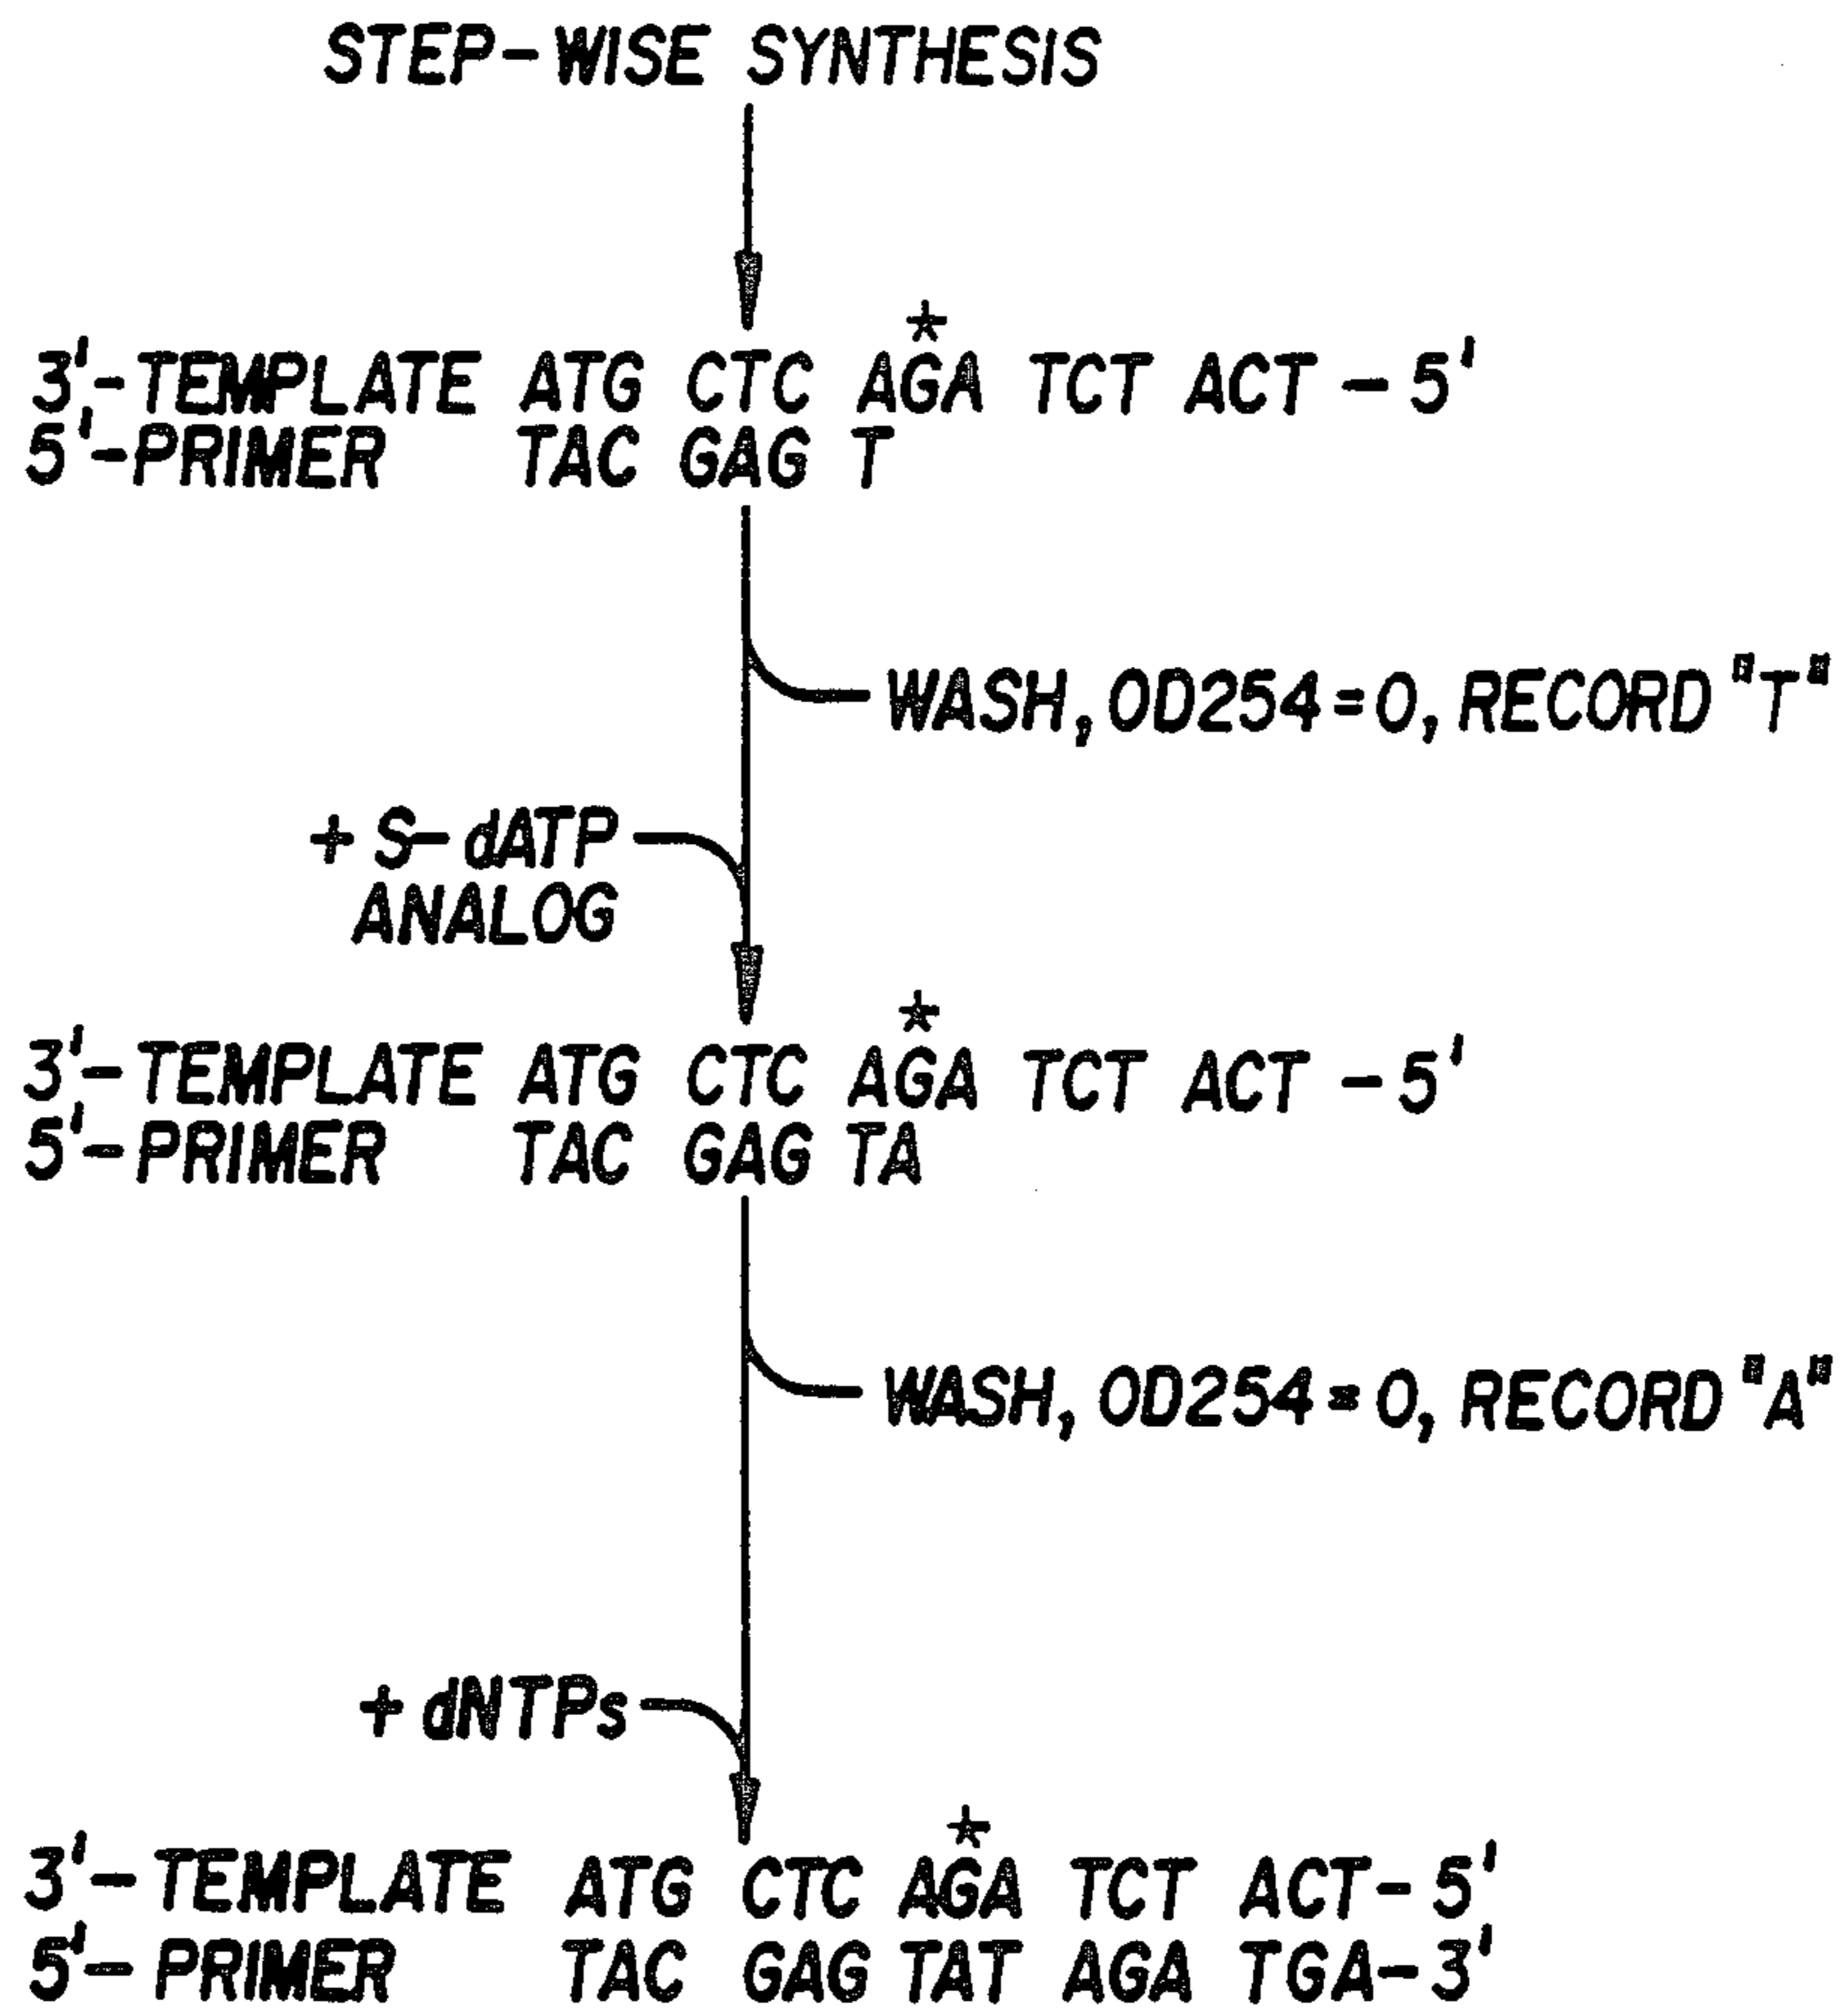 STEP-WISE SYNTHESIS
*
3'-TEMPLATE ATG CTC AGA TCT ACT-5'
5'-PRIMER TAC GAG T
WASH, OD254=0, RECORD "T"
+ S-dATP
ANALOG
*
3'-TEMPLATE ATG CTC AGA TCT ACT-5'
5'-PRIMER TAC GAG TA
WASH, OD254=0, RECORD "A"
+ dNTPs
*
3'-TEMPLATE ATG CTC AGA TCT ACT-5'
5'-PRIMER TAC GAG TAT AGA TGA-3'